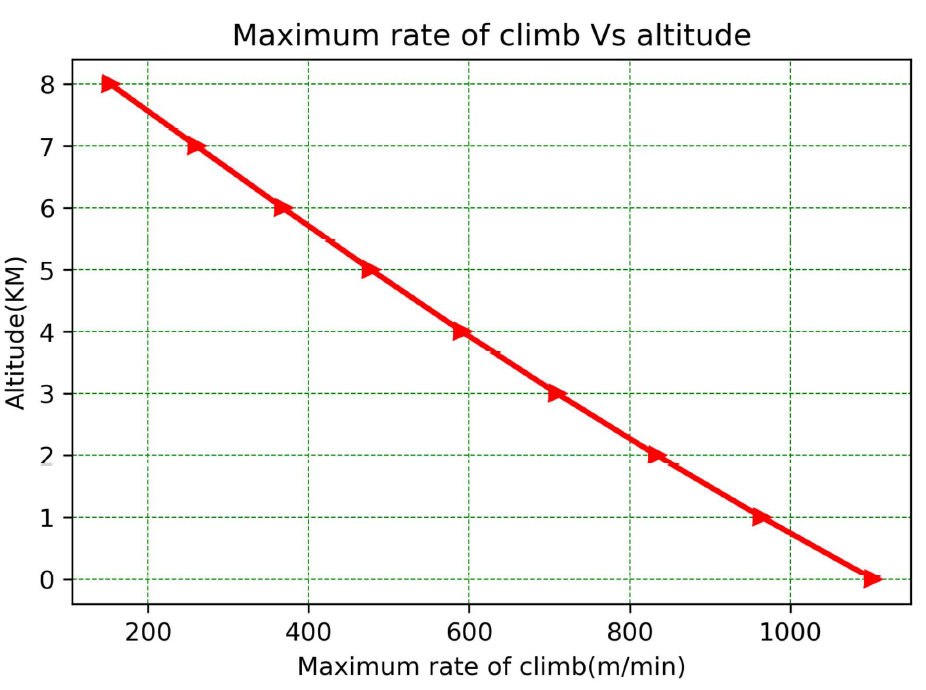 Maximum rate of climb Vs altitude
Altitude(KM)
8
7
6
5
4
3
2
1
0
200 400 600 800 1000
Maximum rate of climb(m/min)